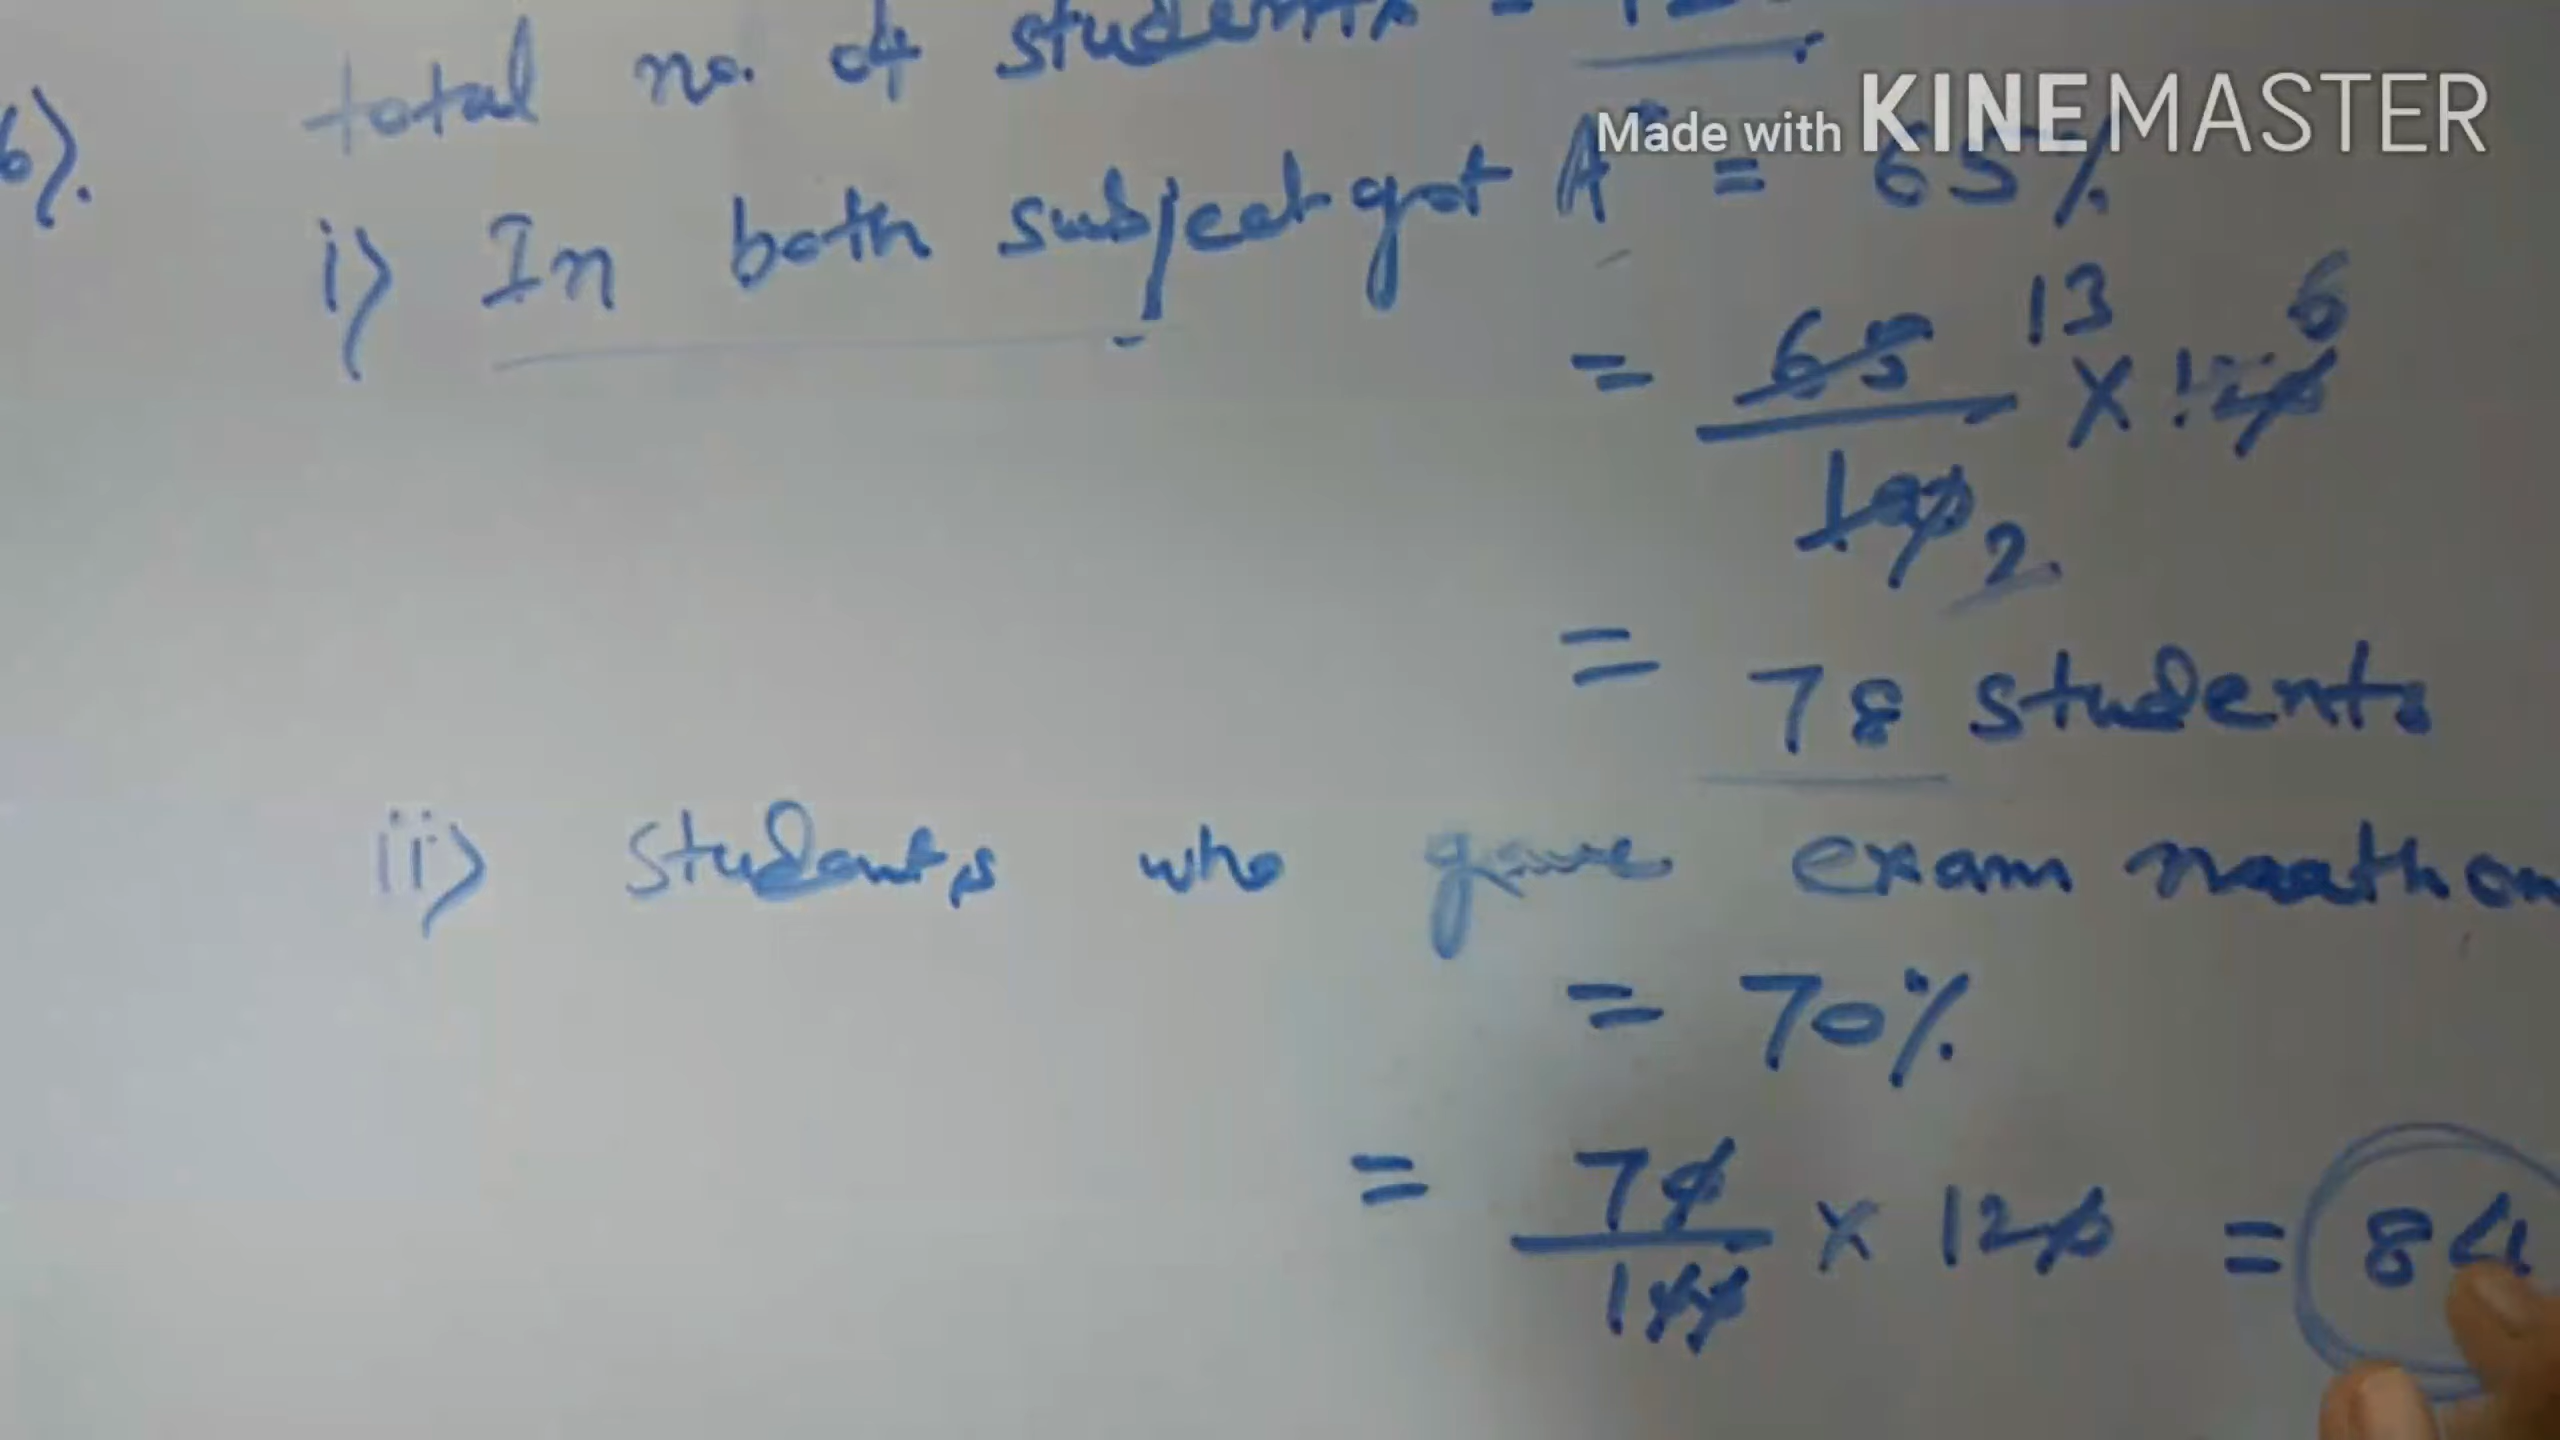 total no. of students =
6).
Made with KINEMASTER
i) In both subject got A* = 65%
13 6
= 65 X 120
100 2
= 78 students
ii) students who gave exam
= 70%
= 70 x 120 = 84
100